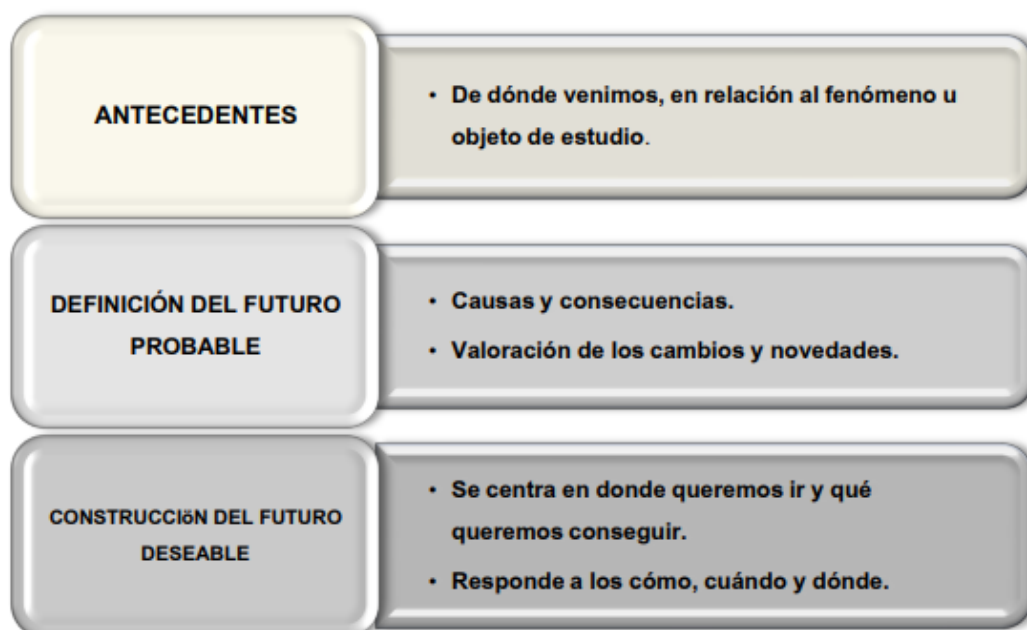 ANTECEDENTES
• De dónde venimos, en relación al fenómeno u
objeto de estudio.
DEFINICIÓN DEL FUTURO
PROBABLE
• Causas y consecuencias.
• Valoración de los cambios y novedades.
CONSTRUCCIöN DEL FUTURO
DESEABLE
• Se centra en donde queremos ir y qué
queremos conseguir.
• Responde a los cómo, cuándo y dónde.